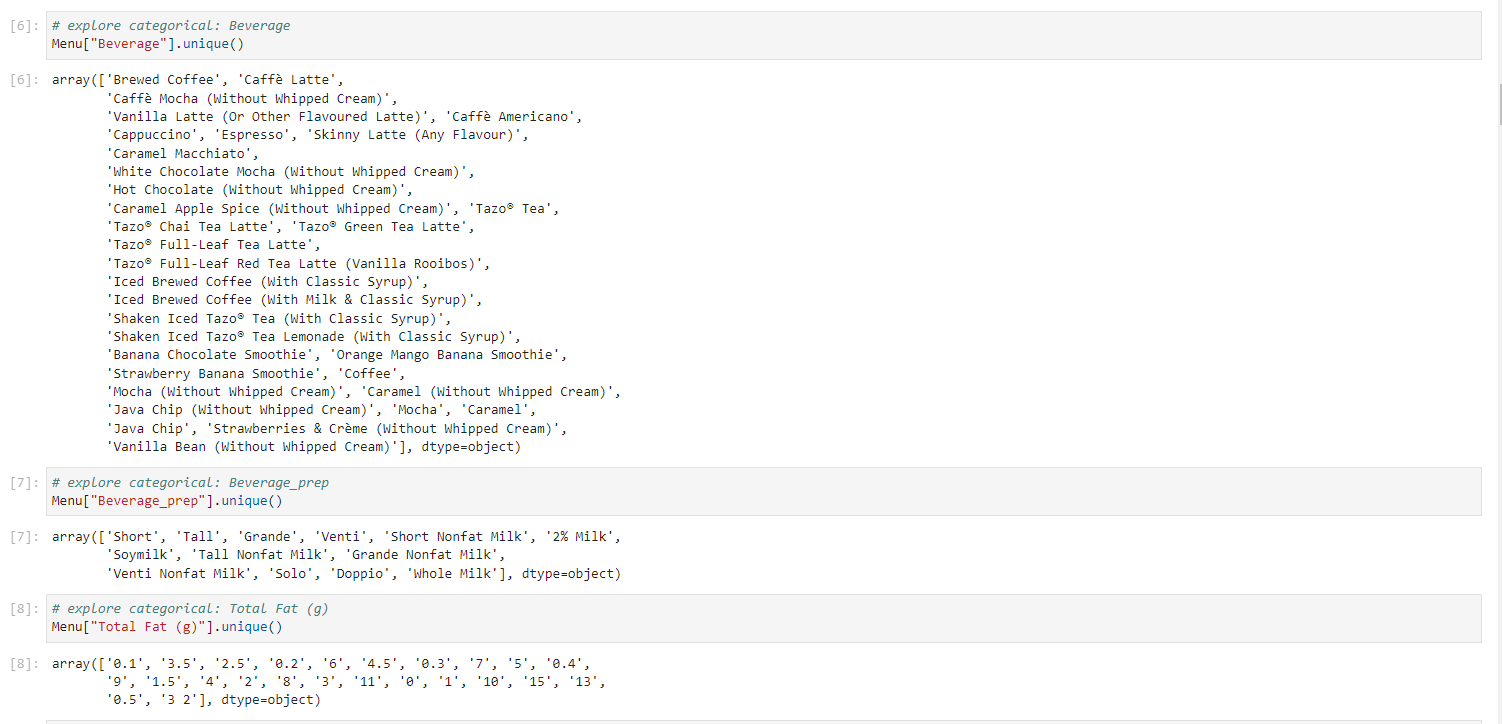 [6]: # explore categorical: Beverage
Menu["Beverage"].unique()
[6]: array(['Brewed Coffee', 'Caffè Latte',
'Caffè Mocha (Without Whipped Cream)',
'Vanilla Latte (Or Other Flavoured Latte)', 'Caffè Americano',
'Cappuccino', 'Espresso', 'Skinny Latte (Any Flavour)',
'Caramel Macchiato',
'White Chocolate Mocha (Without Whipped Cream)',
'Hot Chocolate (Without Whipped Cream)',
'Caramel Apple Spice (Without Whipped Cream)', 'Tazo® Tea',
'Tazo® Chai Tea Latte', 'Tazo® Green Tea Latte',
'Tazo® Full-Leaf Tea Latte',
'Tazo® Full-Leaf Red Tea Latte (Vanilla Rooibos)',
'Iced Brewed Coffee (With Classic Syrup)',
'Iced Brewed Coffee (With Milk & Classic Syrup)',
'Shaken Iced Tazo® Tea (With Classic Syrup)',
'Shaken Iced Tazo® Tea Lemonade (With Classic Syrup)',
'Banana Chocolate Smoothie', 'Orange Mango Banana Smoothie',
'Strawberry Banana Smoothie', 'Coffee',
'Mocha (Without Whipped Cream)', 'Caramel (Without Whipped Cream)',
'Java Chip (Without Whipped Cream)', 'Mocha', 'Caramel',
'Java Chip', 'Strawberries & Crème (Without Whipped Cream)',
'Vanilla Bean (Without Whipped Cream)'], dtype=object)
[7]: # explore categorical: Beverage_prep
Menu["Beverage_prep"].unique()
[7]: array(['Short', 'Tall', 'Grande', 'Venti', 'Short Nonfat Milk', '2% Milk',
'Soymilk', 'Tall Nonfat Milk', 'Grande Nonfat Milk',
'Venti Nonfat Milk', 'Solo', 'Doppio', 'Whole Milk'], dtype=object)
[8]: # explore categorical: Total Fat (g)
Menu["Total Fat (g)"].unique()
[8]: array(['0.1', '3.5', '2.5', '0.2', '6', '4.5', '0.3', '7', '5', '0.4',
'9', '1.5', '4', '2', '8', '3', '11', '0', '1', '10', '15', '13',
'0.5', '3 2'], dtype=object)